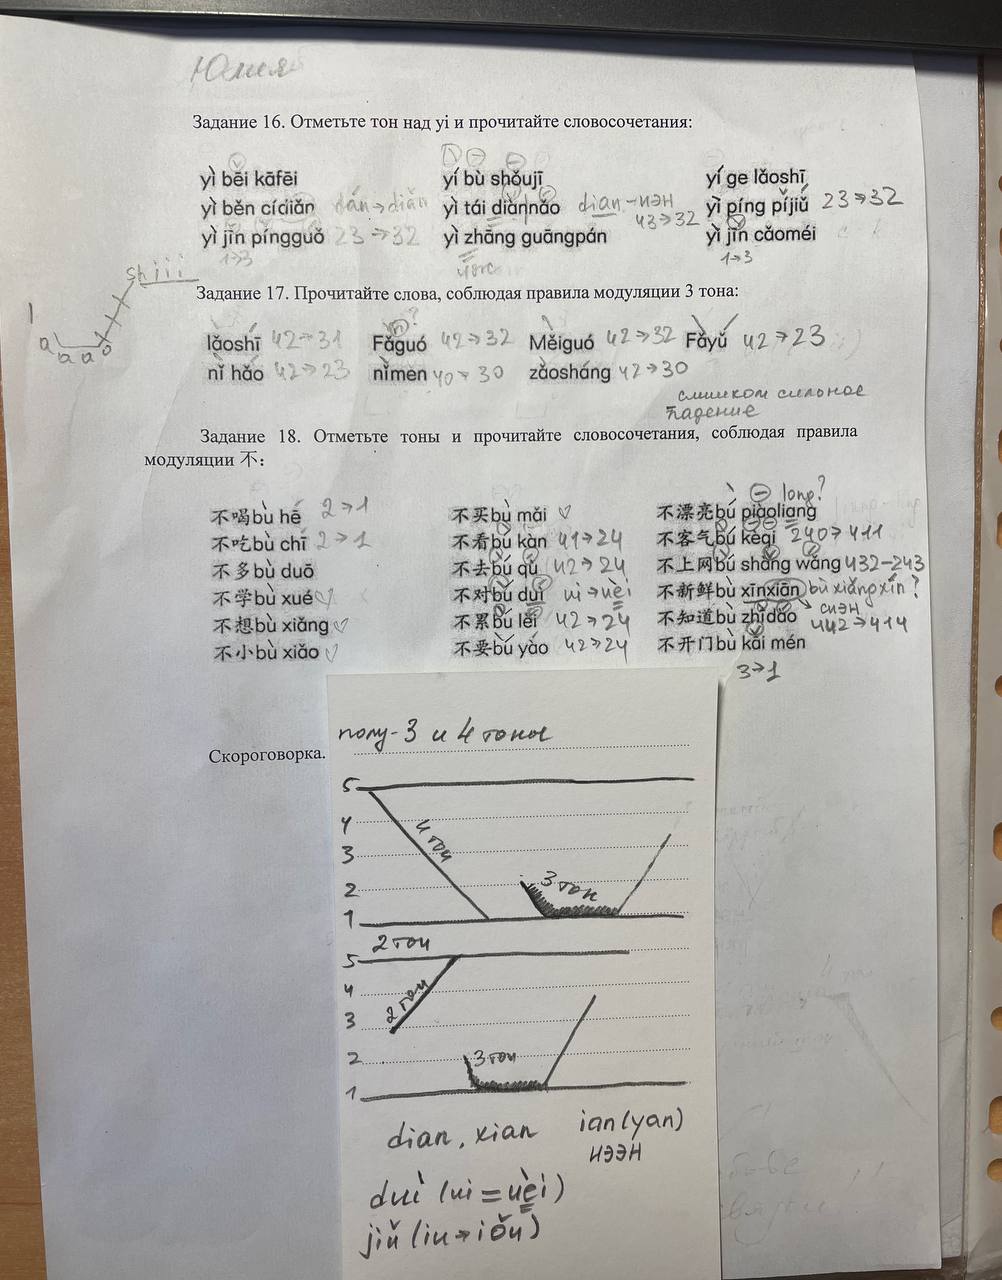 Юлия
Задание 16. Отметьте тон над yi и прочитайте словосочетания:
yì bēi kāfēi yí bù shǒujī yí ge lǎoshī
yì běn cídiǎn dán→diǎn yì tái diànnǎo dian-иэн 43→32 yì píng píjiǔ 23→32
yì jīn píngguǒ 23→32 yì zhāng guāngpán yì jīn cǎoméi
1→3 1→3
shiii
a a a o
Задание 17. Прочитайте слова, соблюдая правила модуляции 3 тона:
lǎoshī 42→31 Fǎguó 42→32 Měiguó 42→32 Fǎyǔ 42→23
nǐ hǎo 42→23 nǐmen 40→30 zǎosháng 42→30
слишком сильное
падение
Задание 18. Отметьте тоны и прочитайте словосочетания, соблюдая правила
модуляции 不:
long?
不喝bù hē 2→1 不买bù mǎi 不漂亮bú piàoliang
不吃bù chī 2→1 不看bú kàn 41→24 不客气bú kèqi 240→411
不多bù duō 不去bú qù 42→24 不上网bú shàng wǎng 432-243
不学bù xué 不对bú duì ui→uèi 不新鲜bù xīnxiān bù xiǎngxín?
сиэн
不想bù xiǎng 不累bú lèi 42→24 不知道bù zhīdào 442→414
不小bù xiǎo 不要bú yào 42→24 不开门bù kāi mén
3→1
Скороговорка.
полу-3 и 4 тоны
5
4 4 тон
3
2 3 тон
1
2 тон
5
4 2 тон
3
2 3 тон
1
dian, xian ian (yan)
иээн
duì (ui=uèi)
jiǔ (iu→iǒu)